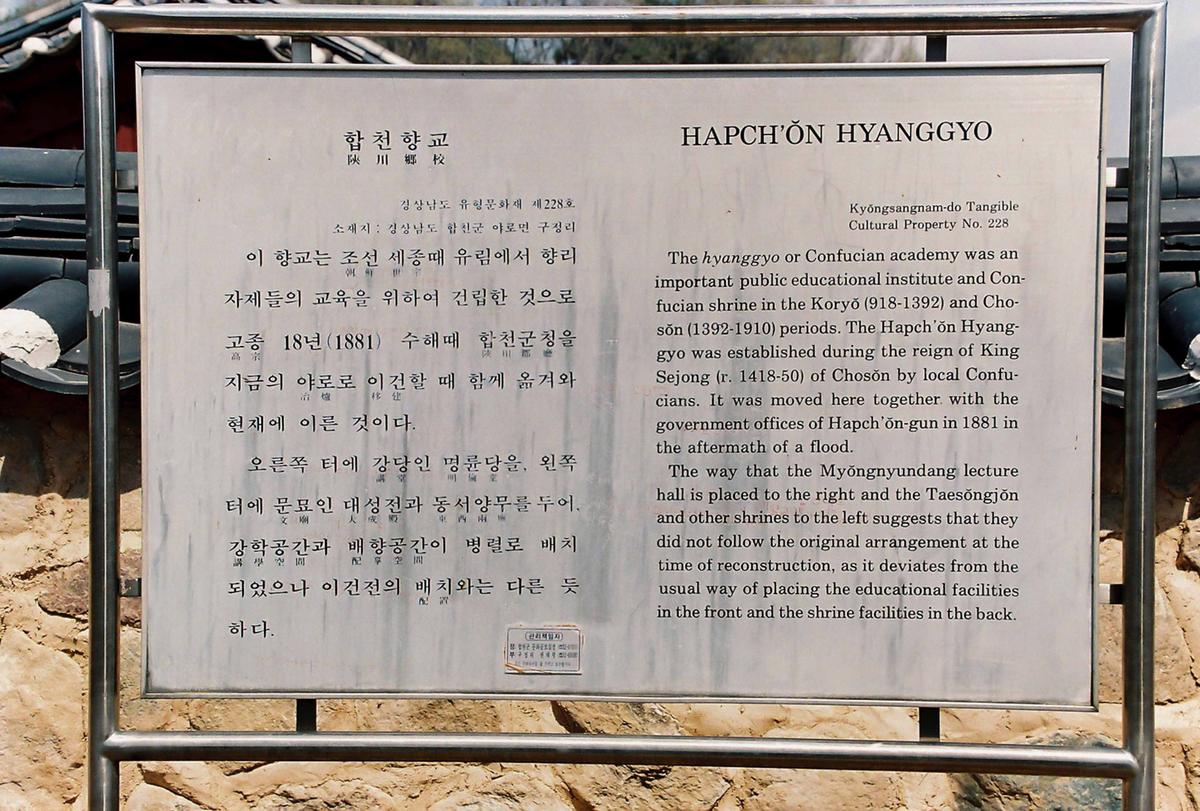 합천향교
陜川鄕校
경상남도 유형문화재 제228호
소재지: 경상남도 합천군 야로면 구정리
이 향교는 조선 세종때 유림에서 향리
朝鮮 世宗
자제들의 교육을 위하여 건립한 것으로
고종 18년(1881) 수해때 합천군청을
高宗 陜川郡廳
지금의 야로로 이건할 때 함께 옮겨와
冶爐 移建
현재에 이른 것이다.
오른쪽 터에 강당인 명륜당을, 왼쪽
講堂 明倫堂
터에 문묘인 대성전과 동서양무를 두어,
文廟 大成殿 東西兩廡
강학공간과 배향공간이 병렬로 배치
講學空間 配享空間
되었으나 이건전의 배치와는 다른 듯
配置
하다.
관리책임자
HAPCH'ŎN HYANGGYO
Kyŏngsangnam-do Tangible
Cultural Property No. 228
The hyanggyo or Confucian academy was an
important public educational institute and Con-
fucian shrine in the Koryŏ (918-1392) and Cho-
sŏn (1392-1910) periods. The Hapch'ŏn Hyang-
gyo was established during the reign of King
Sejong (r. 1418-50) of Chosŏn by local Confu-
cians. It was moved here together with the
government offices of Hapch'ŏn-gun in 1881 in
the aftermath of a flood.
The way that the Myŏngnyundang lecture
hall is placed to the right and the Taesŏngjŏn
and other shrines to the left suggests that they
did not follow the original arrangement at the
time of reconstruction, as it deviates from the
usual way of placing the educational facilities
in the front and the shrine facilities in the back.